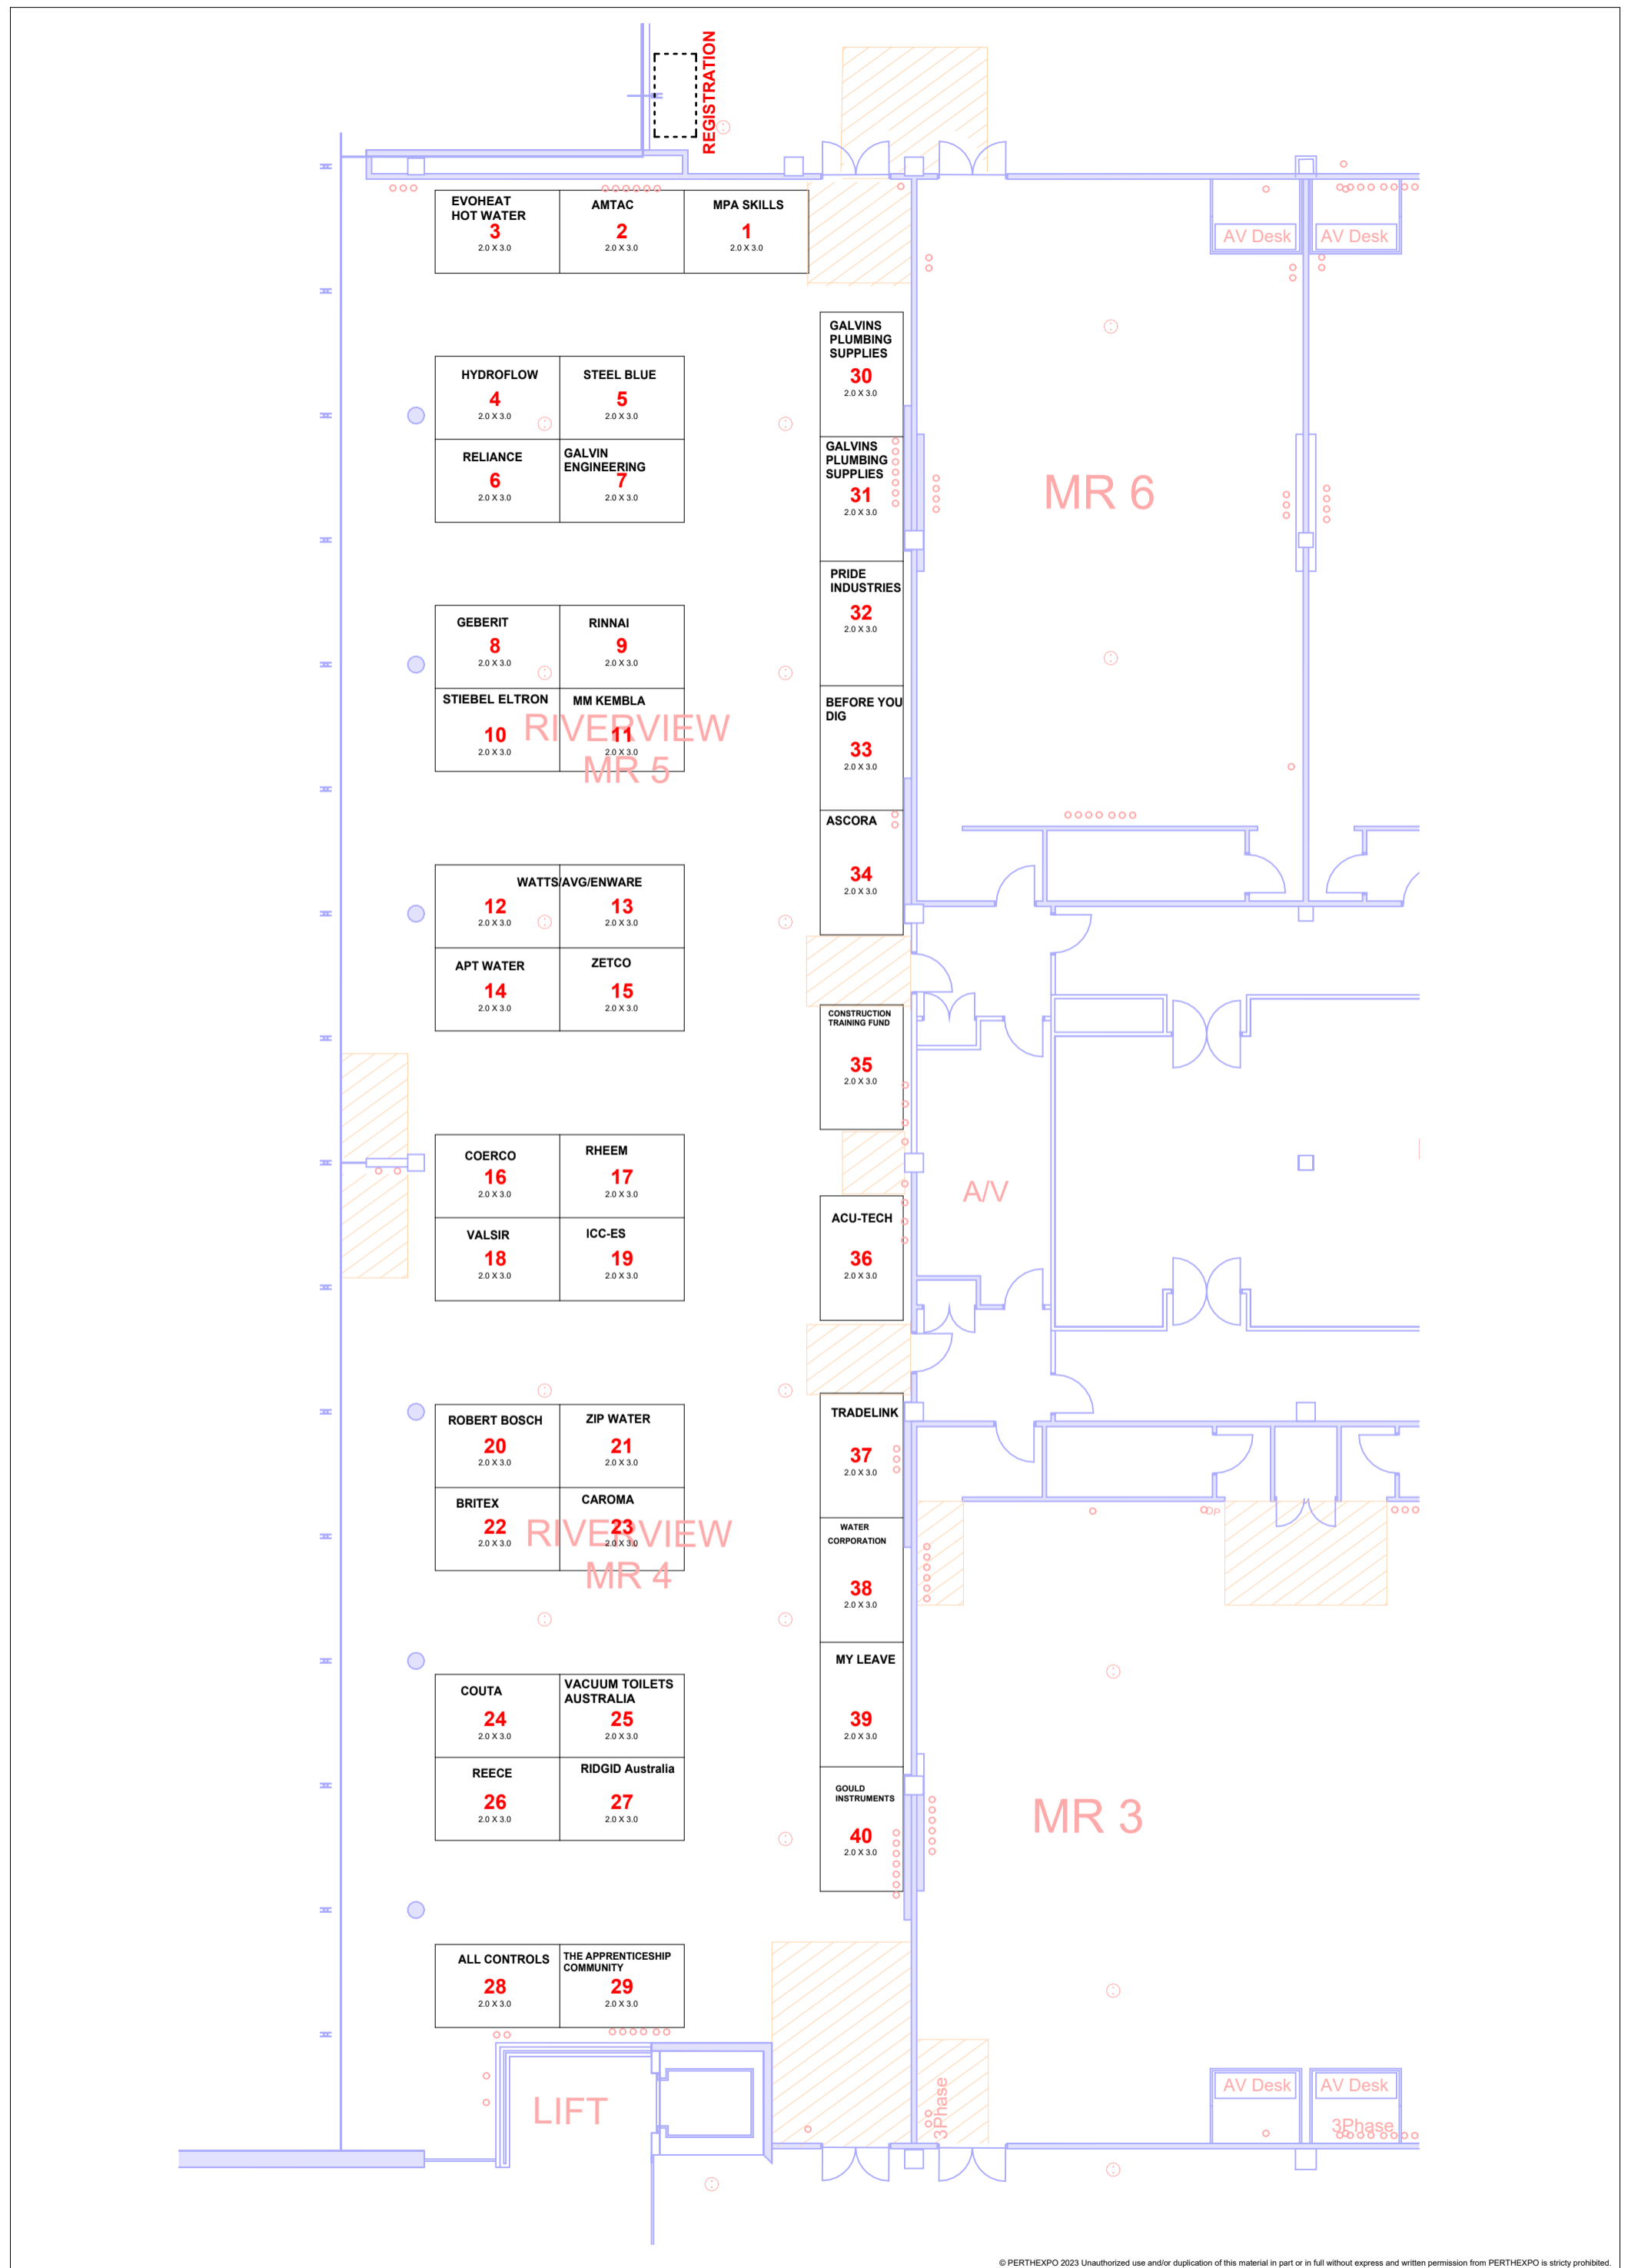 REGISTRATION
EVOHEAT
HOT WATER
3
2.0 X 3.0
AMTAC
2
2.0 X 3.0
MPA SKILLS
1
2.0 X 3.0
AV Desk
AV Desk
GALVINS
PLUMBING
SUPPLIES
30
2.0 X 3.0
HYDROFLOW
4
2.0 X 3.0
STEEL BLUE
5
2.0 X 3.0
RELIANCE
6
2.0 X 3.0
GALVIN
ENGINEERING
7
2.0 X 3.0
GALVINS
PLUMBING
SUPPLIES
31
2.0 X 3.0
MR 6
PRIDE
INDUSTRIES
32
2.0 X 3.0
GEBERIT
8
2.0 X 3.0
RINNAI
9
2.0 X 3.0
STIEBEL ELTRON
10
2.0 X 3.0
MM KEMBLA
11
2.0 X 3.0
RIVERVIEW
MR 5
BEFORE YOU
DIG
33
2.0 X 3.0
ASCORA
34
2.0 X 3.0
WATTS/AVG/ENWARE
12
2.0 X 3.0
13
2.0 X 3.0
APT WATER
14
2.0 X 3.0
ZETCO
15
2.0 X 3.0
CONSTRUCTION
TRAINING FUND
35
2.0 X 3.0
COERCO
16
2.0 X 3.0
RHEEM
17
2.0 X 3.0
VALSIR
18
2.0 X 3.0
ICC-ES
19
2.0 X 3.0
A/V
ACU-TECH
36
2.0 X 3.0
ROBERT BOSCH
20
2.0 X 3.0
ZIP WATER
21
2.0 X 3.0
BRITEX
22
2.0 X 3.0
CAROMA
23
2.0 X 3.0
RIVERVIEW
MR 4
TRADELINK
37
2.0 X 3.0
WATER
CORPORATION
38
2.0 X 3.0
DP
MY LEAVE
39
2.0 X 3.0
COUTA
24
2.0 X 3.0
VACUUM TOILETS
AUSTRALIA
25
2.0 X 3.0
REECE
26
2.0 X 3.0
RIDGID Australia
27
2.0 X 3.0
GOULD
INSTRUMENTS
40
2.0 X 3.0
MR 3
ALL CONTROLS
28
2.0 X 3.0
THE APPRENTICESHIP
COMMUNITY
29
2.0 X 3.0
LIFT
3Phase
AV Desk
AV Desk
3Phase
© PERTHEXPO 2023 Unauthorized use and/or duplication of this material in part or in full without express and written permission from PERTHEXPO is stricty prohibited.